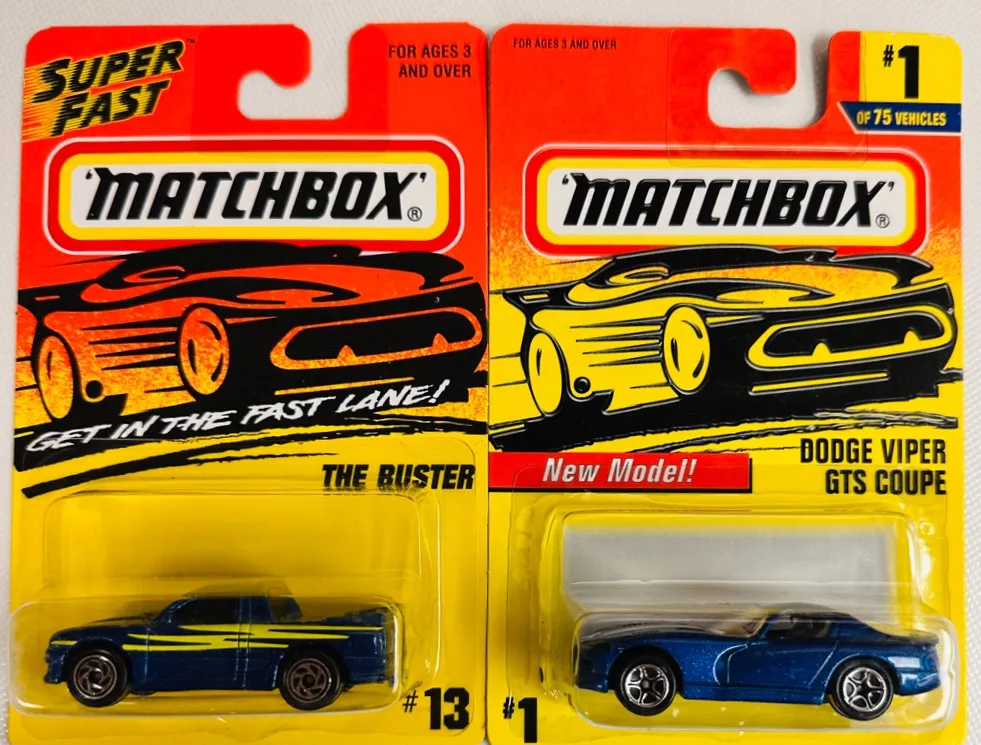 SUPER
FAST™
FOR AGES 3
AND OVER
'MATCHBOX'®
GET IN THE FAST LANE!
THE BUSTER
#13
FOR AGES 3 AND OVER
#1
OF 75 VEHICLES
'MATCHBOX'®
New Model!
DODGE VIPER
GTS COUPE
#1